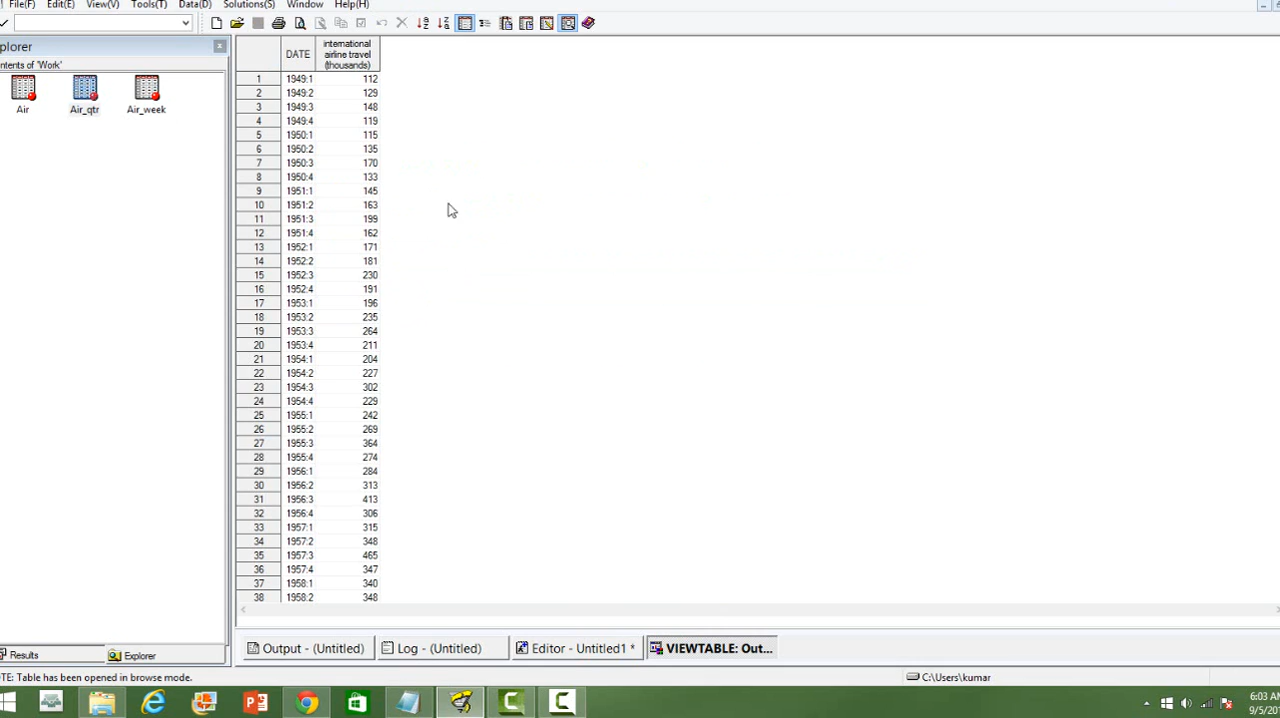 File(F) Edit(E) View(V) Tools(T) Data(D) Solutions(S) Window Help(H)
plorer
ntents of 'Work'
Air Air_qtr Air_week
DATE international airline travel (thousands)
1 1949:1 112
2 1949:2 129
3 1949:3 148
4 1949:4 119
5 1950:1 115
6 1950:2 135
7 1950:3 170
8 1950:4 133
9 1951:1 145
10 1951:2 163
11 1951:3 199
12 1951:4 162
13 1952:1 171
14 1952:2 181
15 1952:3 230
16 1952:4 191
17 1953:1 196
18 1953:2 235
19 1953:3 264
20 1953:4 211
21 1954:1 204
22 1954:2 227
23 1954:3 302
24 1954:4 229
25 1955:1 242
26 1955:2 269
27 1955:3 364
28 1955:4 274
29 1956:1 284
30 1956:2 313
31 1956:3 413
32 1956:4 306
33 1957:1 315
34 1957:2 348
35 1957:3 465
36 1957:4 347
37 1958:1 340
38 1958:2 348
Results Explorer
Output - (Untitled) Log - (Untitled) Editor - Untitled1 * VIEWTABLE: Out...
TE: Table has been opened in browse mode. C:\Users\kumar
6:03 AM
9/5/20